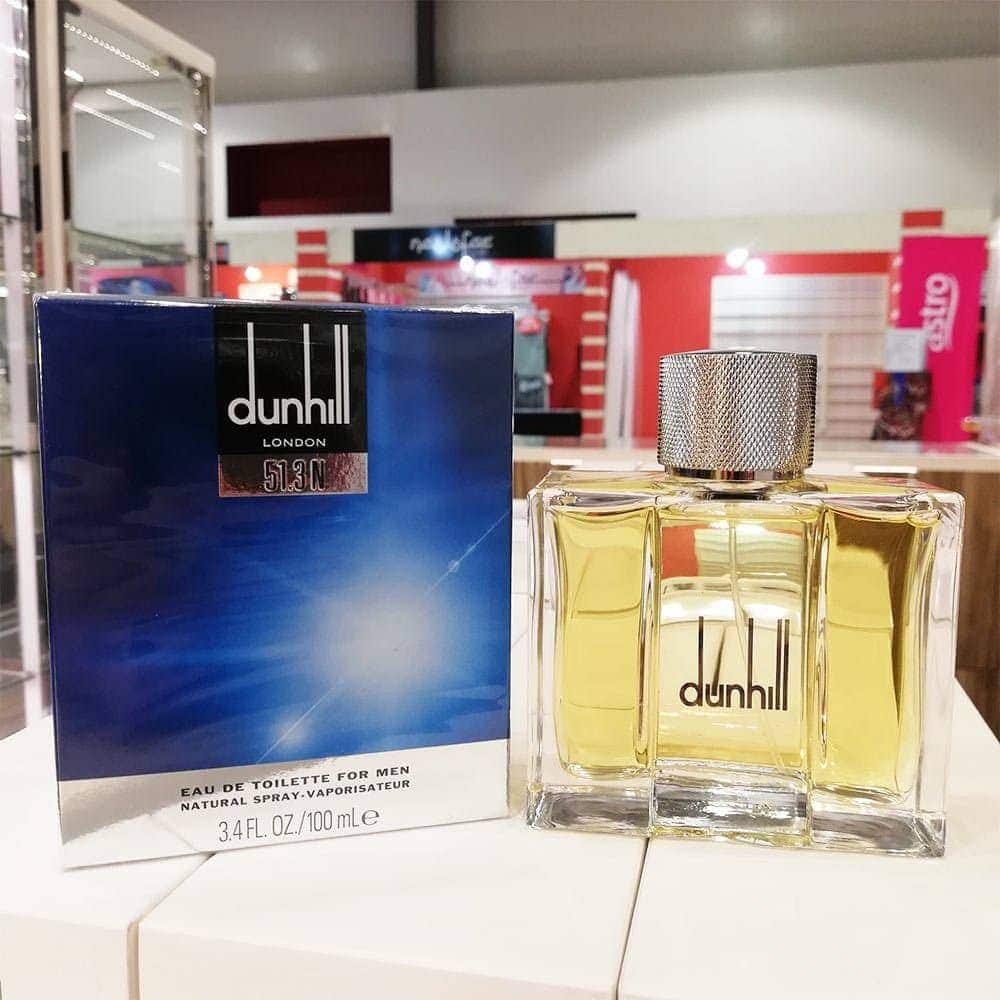 dunhill
LONDON
51.3 N
EAU DE TOILETTE FOR MEN
NATURAL SPRAY-VAPORISATEUR
3.4 FL. OZ./100 mL e
dunhill
astro